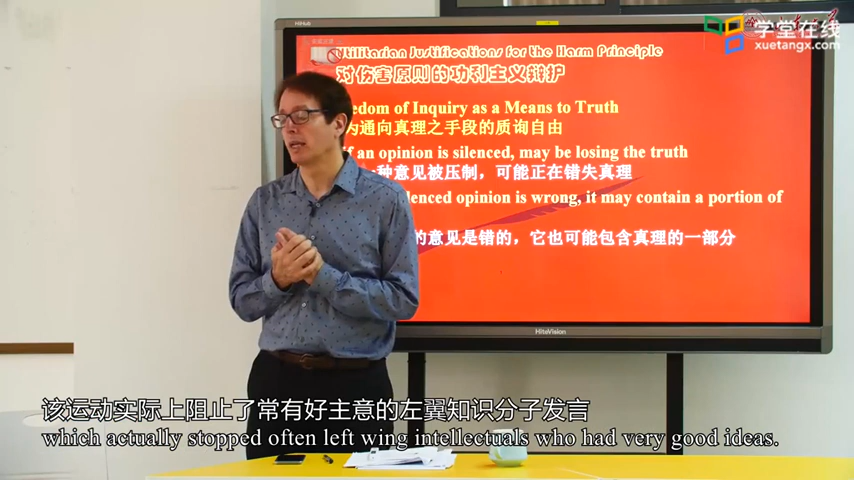 HiHub
学堂在线
xuetangx.com
Utilitarian Justifications for the Harm Principle
对伤害原则的功利主义辩护
edom of Inquiry as a Means to Truth
为通向真理之手段的质询自由
If an opinion is silenced, may be losing the truth
一种意见被压制，可能正在错失真理
lenced opinion is wrong, it may contain a portion of
的意见是错的，它也可能包含真理的一部分
HiteVision
该运动实际上阻止了常有好主意的左翼知识分子发言
which actually stopped often left wing intellectuals who had very good ideas.